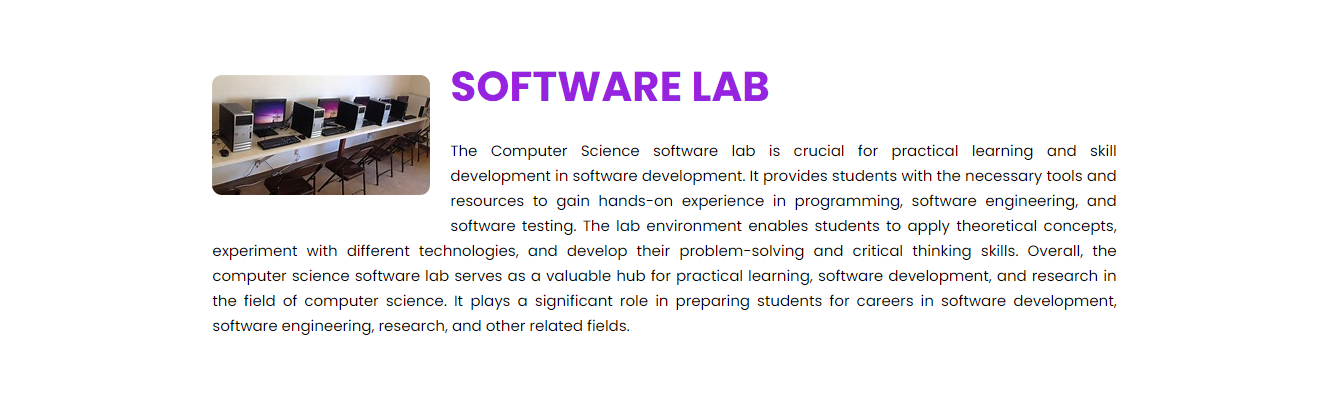 SOFTWARE LAB
The Computer Science software lab is crucial for practical learning and skill
development in software development. It provides students with the necessary tools and
resources to gain hands-on experience in programming, software engineering, and
software testing. The lab environment enables students to apply theoretical concepts,
experiment with different technologies, and develop their problem-solving and critical thinking skills. Overall, the
computer science software lab serves as a valuable hub for practical learning, software development, and research in
the field of computer science. It plays a significant role in preparing students for careers in software development,
software engineering, research, and other related fields.